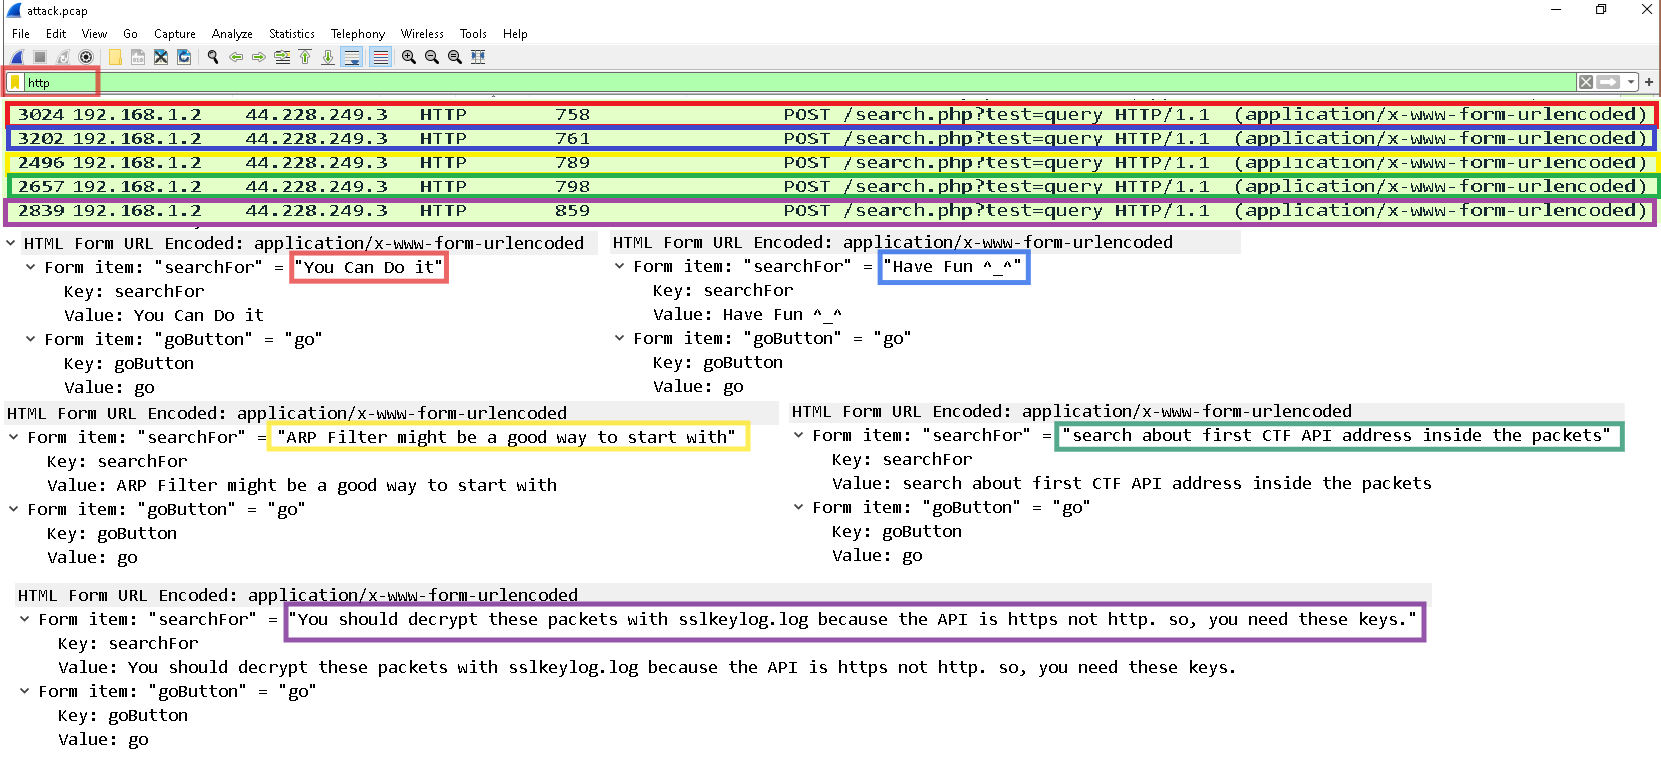 attack.pcap
File Edit View Go Capture Analyze Statistics Telephony Wireless Tools Help
http
3024 192.168.1.2 44.228.249.3 HTTP 758 POST /search.php?test=query HTTP/1.1 (application/x-www-form-urlencoded)
3202 192.168.1.2 44.228.249.3 HTTP 761 POST /search.php?test=query HTTP/1.1 (application/x-www-form-urlencoded)
2496 192.168.1.2 44.228.249.3 HTTP 789 POST /search.php?test=query HTTP/1.1 (application/x-www-form-urlencoded)
2657 192.168.1.2 44.228.249.3 HTTP 798 POST /search.php?test=query HTTP/1.1 (application/x-www-form-urlencoded)
2839 192.168.1.2 44.228.249.3 HTTP 859 POST /search.php?test=query HTTP/1.1 (application/x-www-form-urlencoded)
HTML Form URL Encoded: application/x-www-form-urlencoded
Form item: "searchFor" = "You Can Do it"
Key: searchFor
Value: You Can Do it
Form item: "goButton" = "go"
Key: goButton
Value: go
HTML Form URL Encoded: application/x-www-form-urlencoded
Form item: "searchFor" = "Have Fun ^_^"
Key: searchFor
Value: Have Fun ^_^
Form item: "goButton" = "go"
Key: goButton
Value: go
HTML Form URL Encoded: application/x-www-form-urlencoded
Form item: "searchFor" = "ARP Filter might be a good way to start with"
Key: searchFor
Value: ARP Filter might be a good way to start with
Form item: "goButton" = "go"
Key: goButton
Value: go
HTML Form URL Encoded: application/x-www-form-urlencoded
Form item: "searchFor" = "search about first CTF API address inside the packets"
Key: searchFor
Value: search about first CTF API address inside the packets
Form item: "goButton" = "go"
Key: goButton
Value: go
HTML Form URL Encoded: application/x-www-form-urlencoded
Form item: "searchFor" = "You should decrypt these packets with sslkeylog.log because the API is https not http. so, you need these keys."
Key: searchFor
Value: You should decrypt these packets with sslkeylog.log because the API is https not http. so, you need these keys.
Form item: "goButton" = "go"
Key: goButton
Value: go